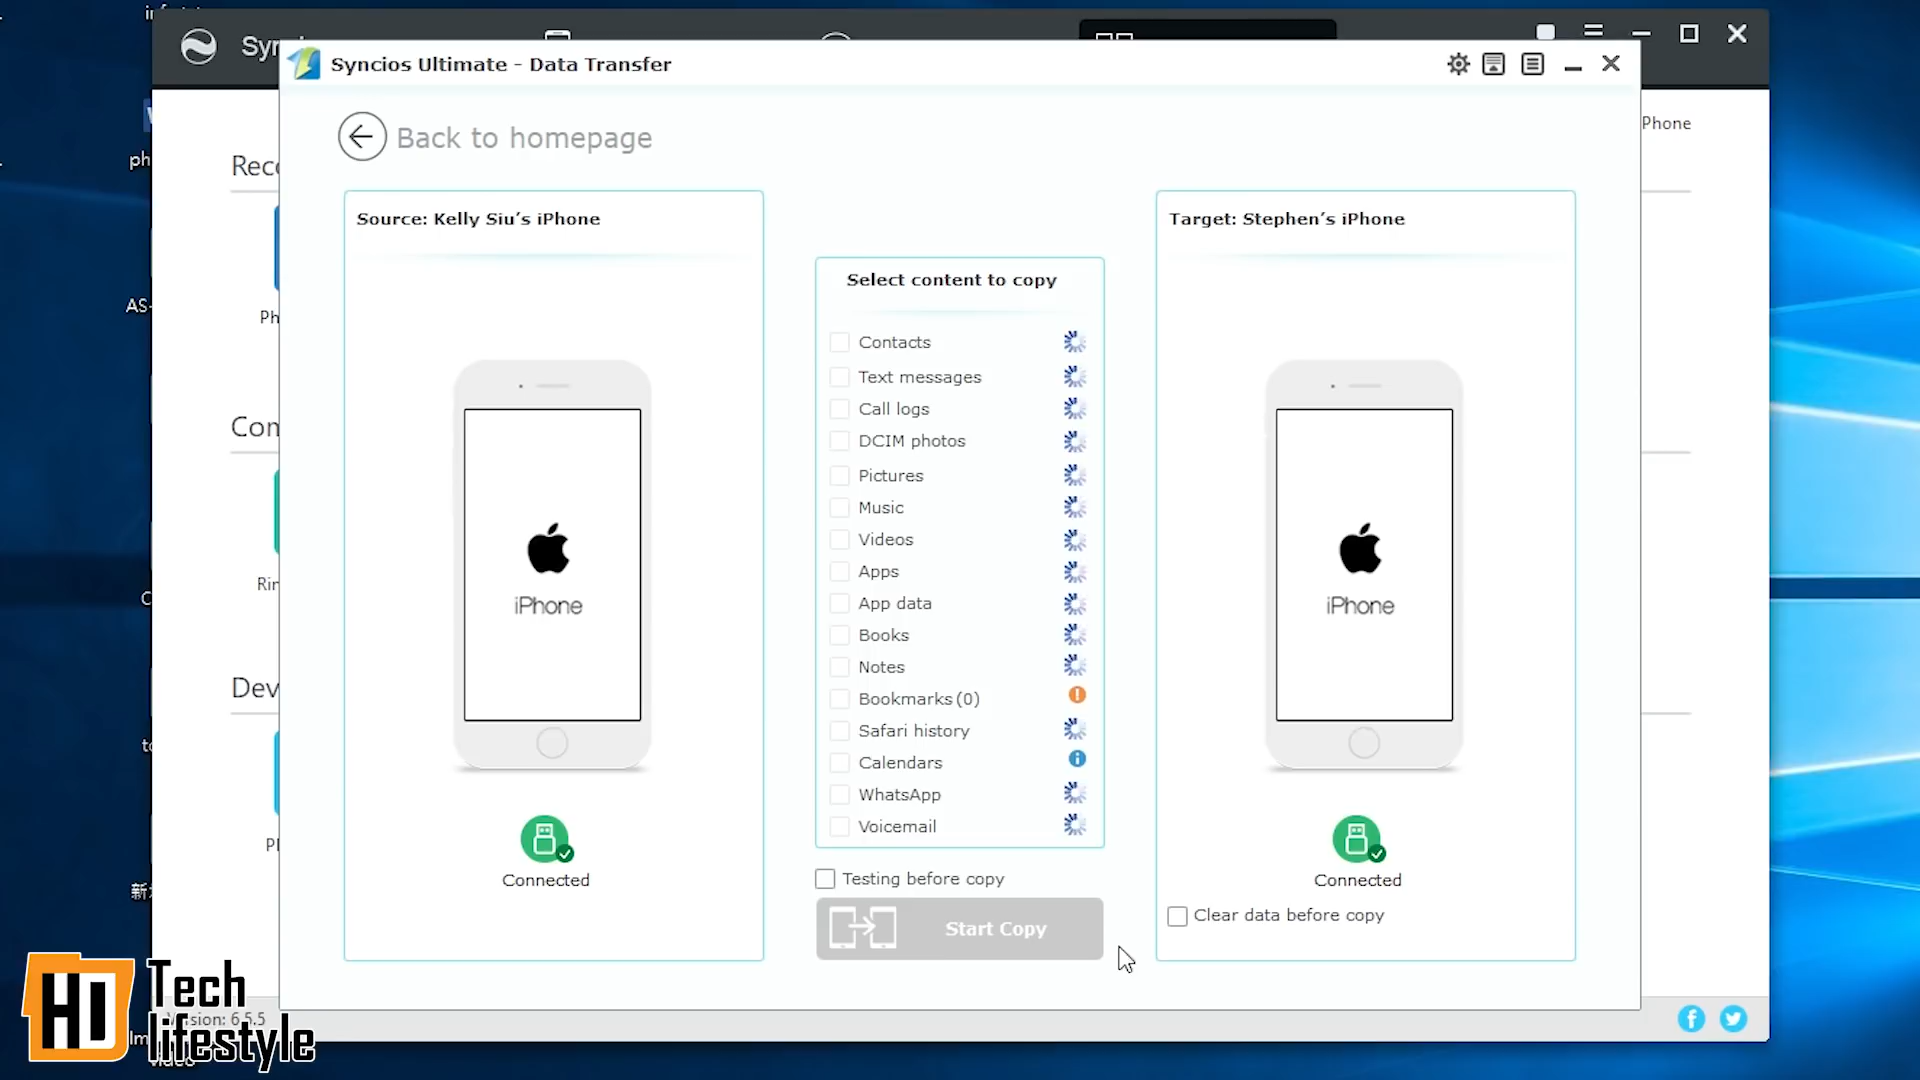 Syncios Ultimate - Data Transfer
Back to homepage
Phone
Source: Kelly Siu’s iPhone
Target: Stephen’s iPhone
Select content to copy
Contacts
Text messages
Call logs
DCIM photos
Pictures
Music
Videos
Apps
App data
Books
Notes
Bookmarks (0)
Safari history
Calendars
WhatsApp
Voicemail
iPhone
iPhone
Connected
Connected
Testing before copy
Start Copy
Clear data before copy
HD Tech
lifestyle